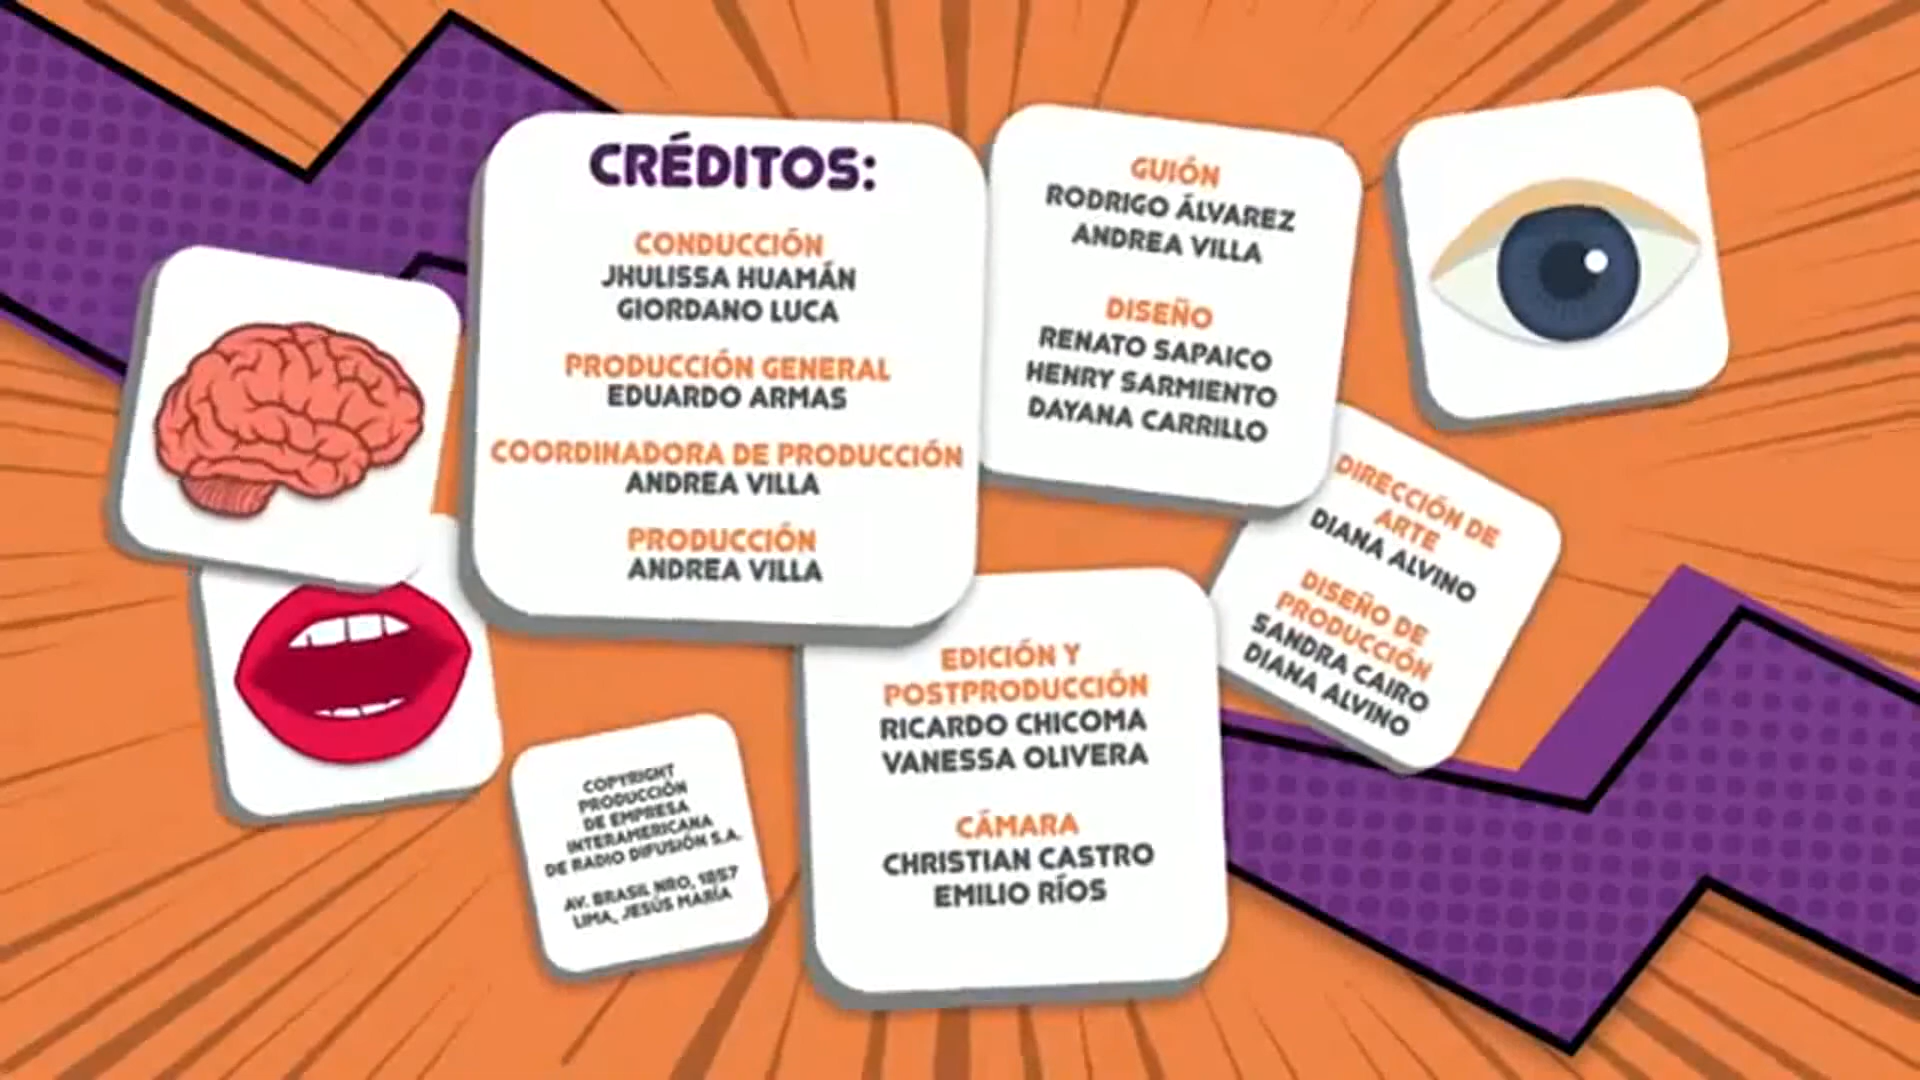 CRÉDITOS:
CONDUCCIÓN
JHULISSA HUAMÁN
GIORDANO LUCA
PRODUCCIÓN GENERAL
EDUARDO ARMAS
COORDINADORA DE PRODUCCIÓN
ANDREA VILLA
PRODUCCIÓN
ANDREA VILLA
GUIÓN
RODRIGO ÁLVAREZ
ANDREA VILLA
DISEÑO
RENATO SAPAICO
HENRY SARMIENTO
DAYANA CARRILLO
DIRECCIÓN DE
ARTE
DIANA ALVINO
DISEÑO DE
PRODUCCIÓN
SANDRA CAIRO
DIANA ALVINO
EDICIÓN Y
POSTPRODUCCIÓN
RICARDO CHICOMA
VANESSA OLIVERA
CÁMARA
CHRISTIAN CASTRO
EMILIO RÍOS
COPYRIGHT
PRODUCCIÓN
DE EMPRESA
INTERAMERICANA
DE RADIO DIFUSIÓN S.A.
AV. BRASIL NRO, 1857
LIMA, JESÚS MARÍA